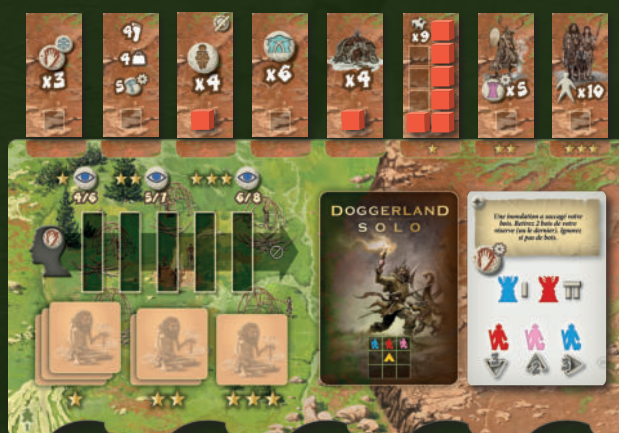 x3
4
4
5
x4
x6
x4
x9
x5
x10
4/6
5/7
6/8
DOGGERLAND
SOLO
Une inondation a saccagé votre
bois. Retirez 2 bois de votre
réserve (ou le dernier). Ignorez
si pas de bois.
I
II